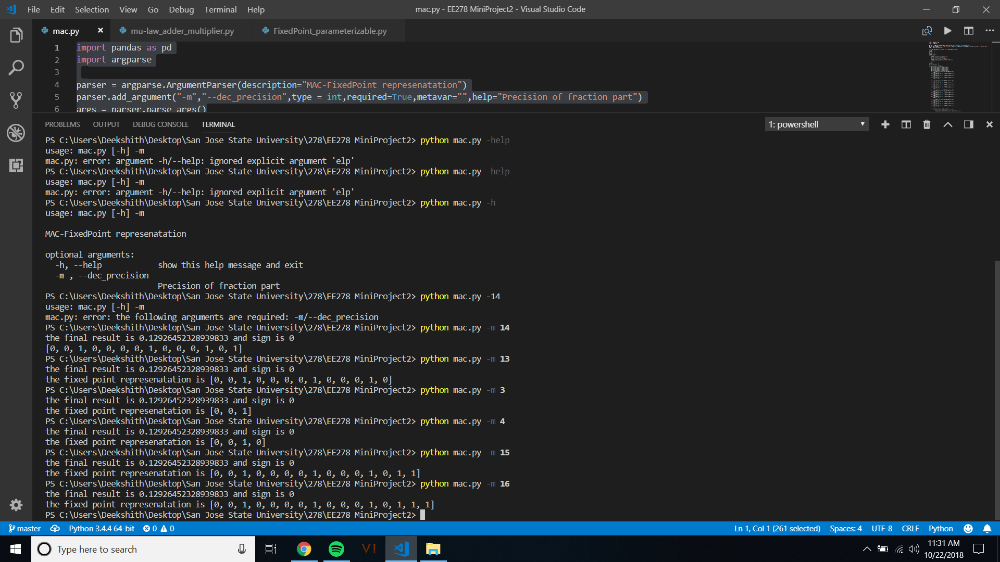 File Edit Selection View Go Debug Terminal Help
mac.py - EE278 MiniProject2 - Visual Studio Code
mac.py
mu-law_adder_multiplier.py
FixedPoint_parameterizable.py
1 import pandas as pd
2 import argparse
3
4 parser = argparse.ArgumentParser(description="MAC-FixedPoint represenatation")
5 parser.add_argument("-m","--dec_precision",type = int,required=True,metavar="",help="Precision of fraction part")
6 args = parser.parse_args()
PROBLEMS OUTPUT DEBUG CONSOLE TERMINAL
1: powershell
PS C:\Users\Deekshith\Desktop\San Jose State University\278\EE278 MiniProject2> python mac.py -help
usage: mac.py [-h] -m
mac.py: error: argument -h/--help: ignored explicit argument 'elp'
PS C:\Users\Deekshith\Desktop\San Jose State University\278\EE278 MiniProject2> python mac.py -help
usage: mac.py [-h] -m
mac.py: error: argument -h/--help: ignored explicit argument 'elp'
PS C:\Users\Deekshith\Desktop\San Jose State University\278\EE278 MiniProject2> python mac.py -h
usage: mac.py [-h] -m
MAC-FixedPoint represenatation
optional arguments:
-h, --help show this help message and exit
-m , --dec_precision
Precision of fraction part
PS C:\Users\Deekshith\Desktop\San Jose State University\278\EE278 MiniProject2> python mac.py -14
usage: mac.py [-h] -m
mac.py: error: the following arguments are required: -m/--dec_precision
PS C:\Users\Deekshith\Desktop\San Jose State University\278\EE278 MiniProject2> python mac.py -m 14
the final result is 0.12926452328939833 and sign is 0
[0, 0, 1, 0, 0, 0, 0, 1, 0, 0, 0, 1, 0, 1]
PS C:\Users\Deekshith\Desktop\San Jose State University\278\EE278 MiniProject2> python mac.py -m 13
the final result is 0.12926452328939833 and sign is 0
the fixed point represenatation is [0, 0, 1, 0, 0, 0, 0, 1, 0, 0, 0, 1, 0]
PS C:\Users\Deekshith\Desktop\San Jose State University\278\EE278 MiniProject2> python mac.py -m 3
the final result is 0.12926452328939833 and sign is 0
the fixed point represenatation is [0, 0, 1]
PS C:\Users\Deekshith\Desktop\San Jose State University\278\EE278 MiniProject2> python mac.py -m 4
the final result is 0.12926452328939833 and sign is 0
the fixed point represenatation is [0, 0, 1, 0]
PS C:\Users\Deekshith\Desktop\San Jose State University\278\EE278 MiniProject2> python mac.py -m 15
the final result is 0.12926452328939833 and sign is 0
the fixed point represenatation is [0, 0, 1, 0, 0, 0, 0, 1, 0, 0, 0, 1, 0, 1, 1]
PS C:\Users\Deekshith\Desktop\San Jose State University\278\EE278 MiniProject2> python mac.py -m 16
the final result is 0.12926452328939833 and sign is 0
the fixed point represenatation is [0, 0, 1, 0, 0, 0, 0, 1, 0, 0, 0, 1, 0, 1, 1, 1]
PS C:\Users\Deekshith\Desktop\San Jose State University\278\EE278 MiniProject2>
master Python 3.4.4 64-bit 0 0 Ln 1, Col 1 (261 selected) Spaces: 4 UTF-8 CRLF Python
Type here to search
VI
11:31 AM
10/22/2018